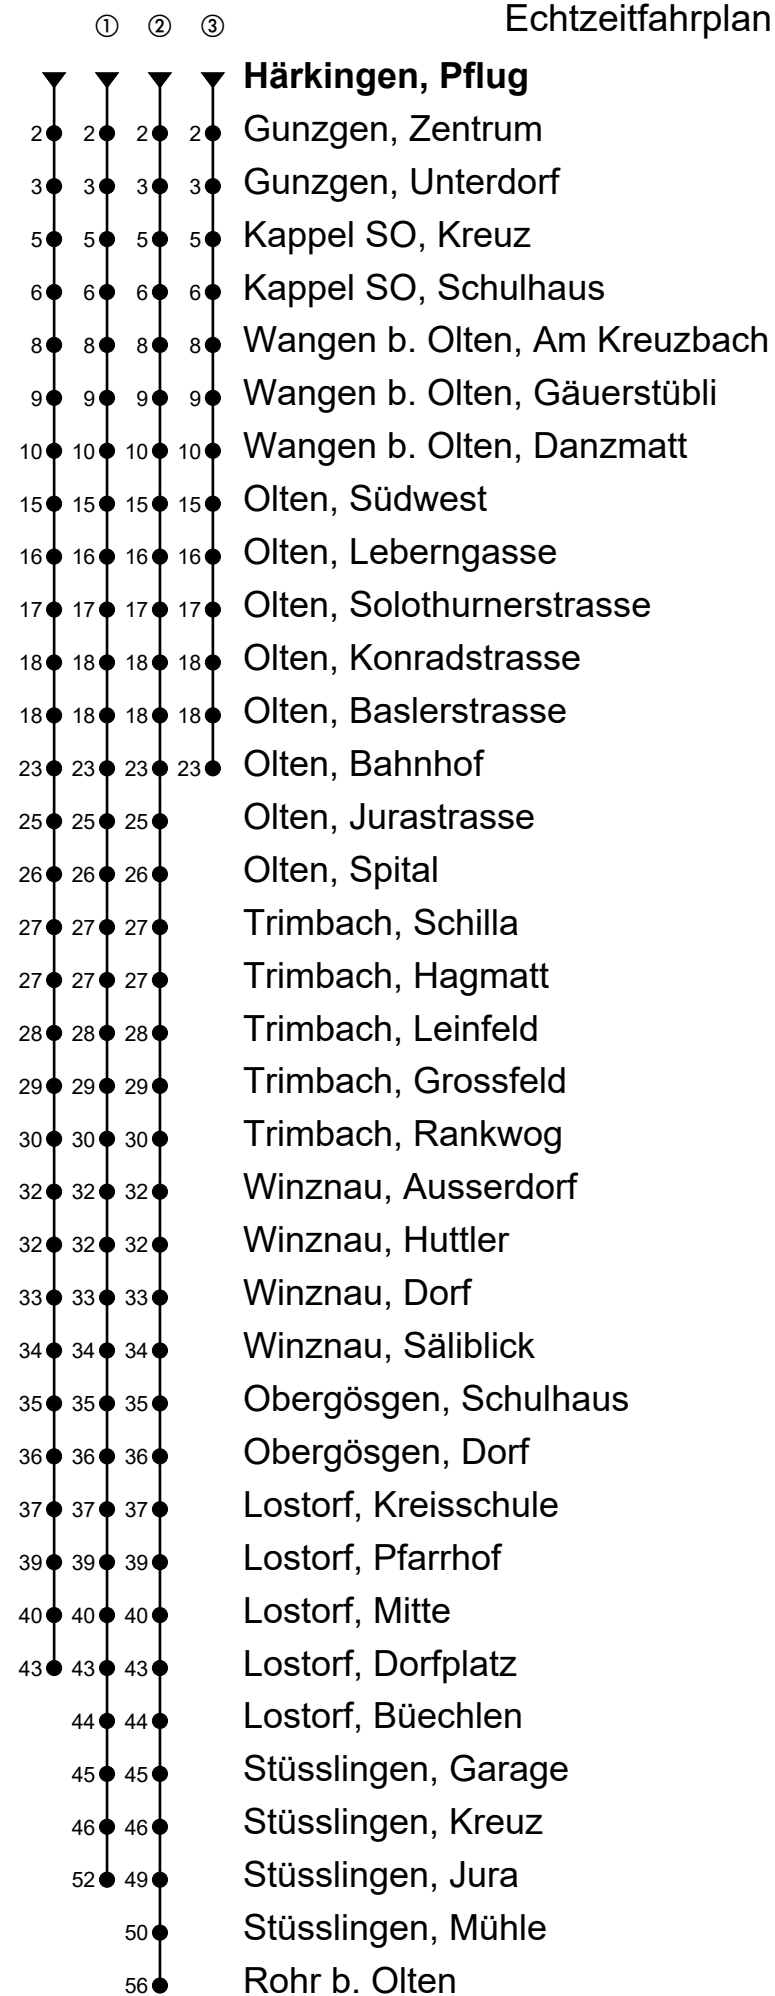 ① ② ③ Echtzeitfahrplan
Härkingen, Pflug
2 2 2 2 Gunzgen, Zentrum
3 3 3 3 Gunzgen, Unterdorf
5 5 5 5 Kappel SO, Kreuz
6 6 6 6 Kappel SO, Schulhaus
8 8 8 8 Wangen b. Olten, Am Kreuzbach
9 9 9 9 Wangen b. Olten, Gäuerstübli
10 10 10 10 Wangen b. Olten, Danzmatt
15 15 15 15 Olten, Südwest
16 16 16 16 Olten, Leberngasse
17 17 17 17 Olten, Solothurnerstrasse
18 18 18 18 Olten, Konradstrasse
18 18 18 18 Olten, Baslerstrasse
23 23 23 23 Olten, Bahnhof
25 25 25 Olten, Jurastrasse
26 26 26 Olten, Spital
27 27 27 Trimbach, Schilla
27 27 27 Trimbach, Hagmatt
28 28 28 Trimbach, Leinfeld
29 29 29 Trimbach, Grossfeld
30 30 30 Trimbach, Rankwog
32 32 32 Winznau, Ausserdorf
32 32 32 Winznau, Huttler
33 33 33 Winznau, Dorf
34 34 34 Winznau, Säliblick
35 35 35 Obergösgen, Schulhaus
36 36 36 Obergösgen, Dorf
37 37 37 Lostorf, Kreisschule
39 39 39 Lostorf, Pfarrhof
40 40 40 Lostorf, Mitte
43 43 43 Lostorf, Dorfplatz
44 44 Lostorf, Büechlen
45 45 Stüsslingen, Garage
46 46 Stüsslingen, Kreuz
52 49 Stüsslingen, Jura
50 Stüsslingen, Mühle
56 Rohr b. Olten